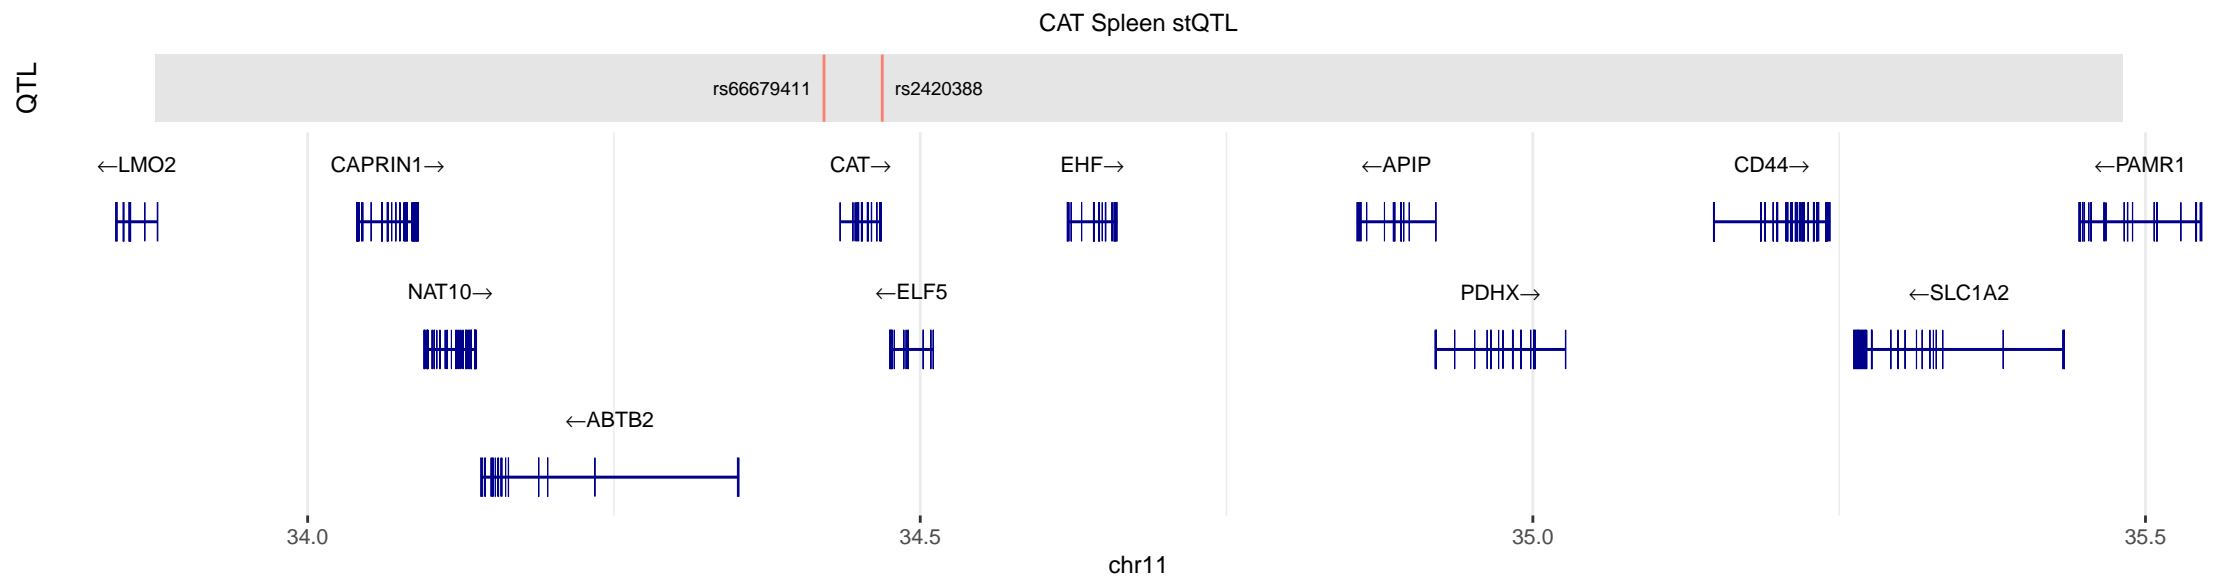 CAT Spleen stQTL
QTL
rs66679411 rs2420388
←LMO2 CAPRIN1→ CAT→ EHF→ ←APIP CD44→ ←PAMR1
NAT10→ ←ELF5 PDHX→ ←SLC1A2
←ABTB2
34.0 34.5 35.0 35.5
chr11